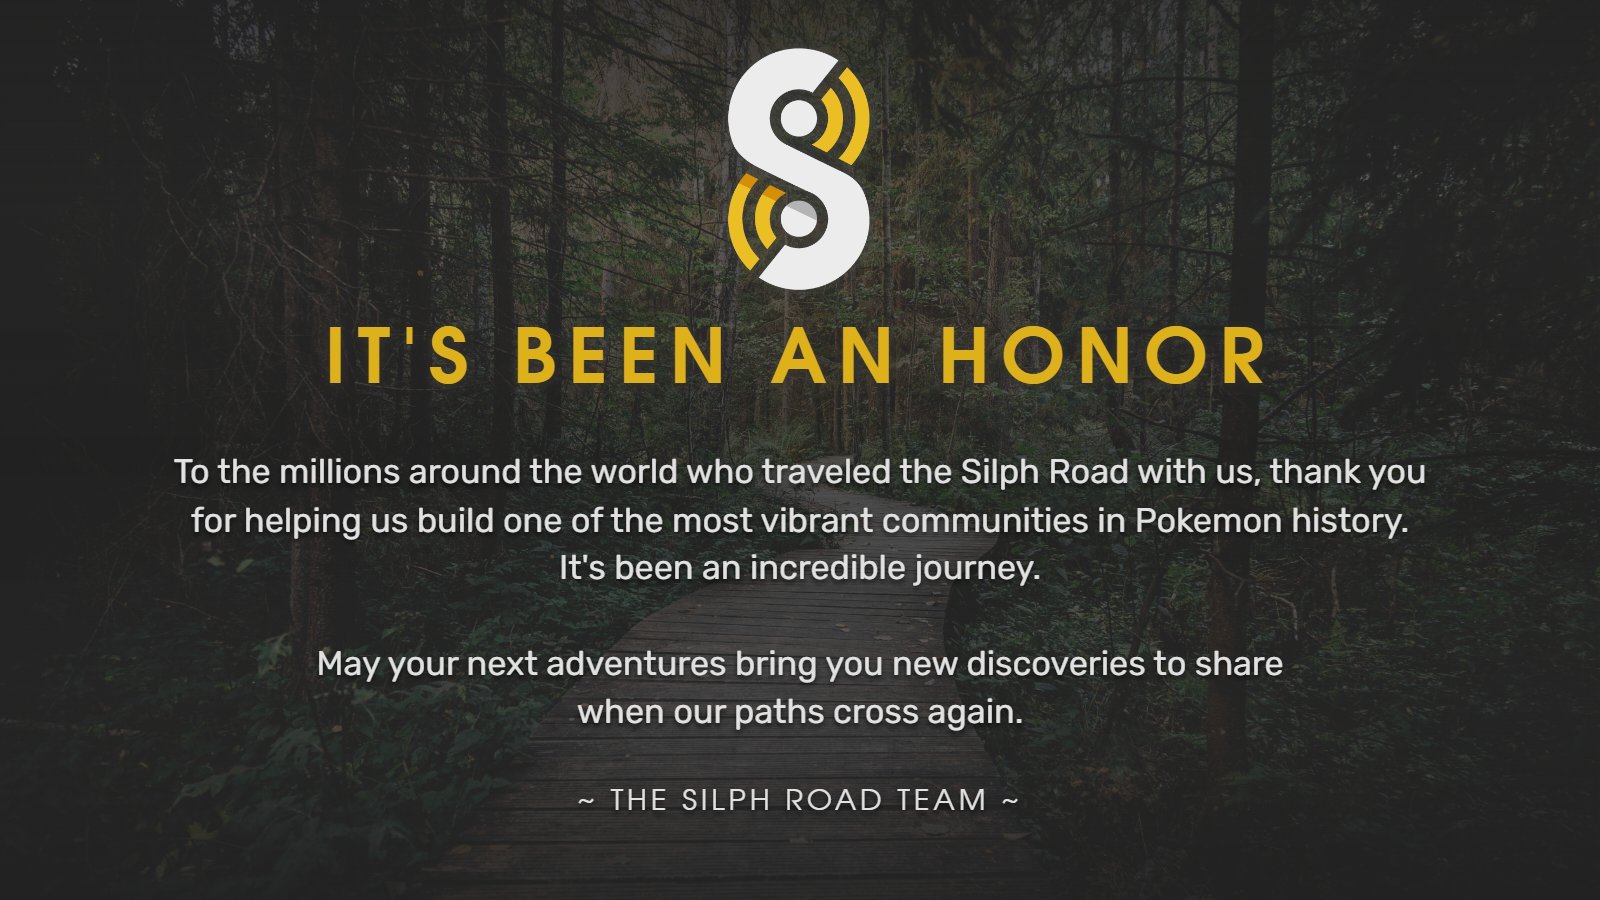 IT'S BEEN AN HONOR
To the millions around the world who traveled the Silph Road with us, thank you
for helping us build one of the most vibrant communities in Pokemon history.
It's been an incredible journey.
May your next adventures bring you new discoveries to share
when our paths cross again.
~ THE SILPH ROAD TEAM ~